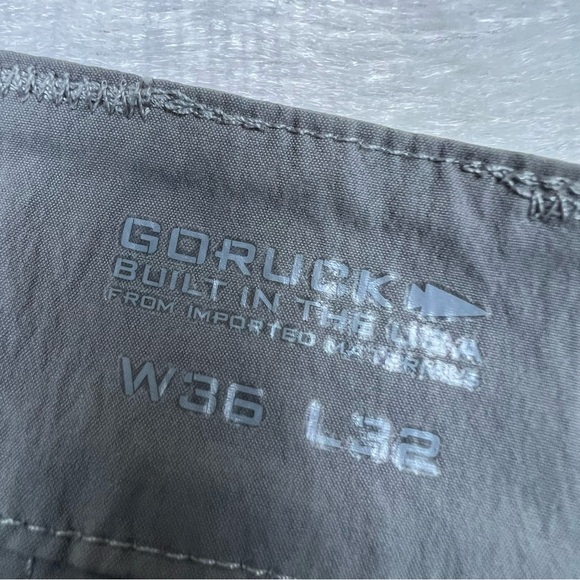 GORUCK
BUILT IN THE USA
FROM IMPORTED MATERIALS
W36 L32